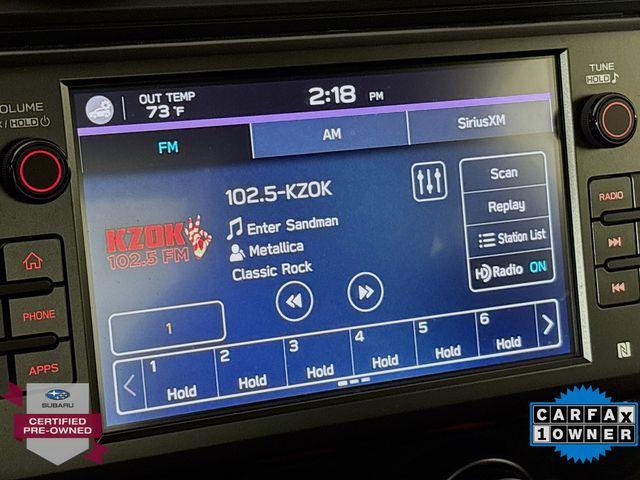 OUT TEMP
73°F
2:18 PM
TUNE
HOLD
VOLUME
HOLD
FM
AM
SiriusXM
102.5-KZOK
Enter Sandman
Metallica
Classic Rock
KZOK
102.5 FM
Scan
Replay
Station List
HD Radio ON
RADIO
PHONE
APPS
1
1 Hold
2 Hold
3 Hold
4 Hold
5 Hold
6 Hold
SUBARU
CERTIFIED
PRE-OWNED
CARFAX
1 OWNER